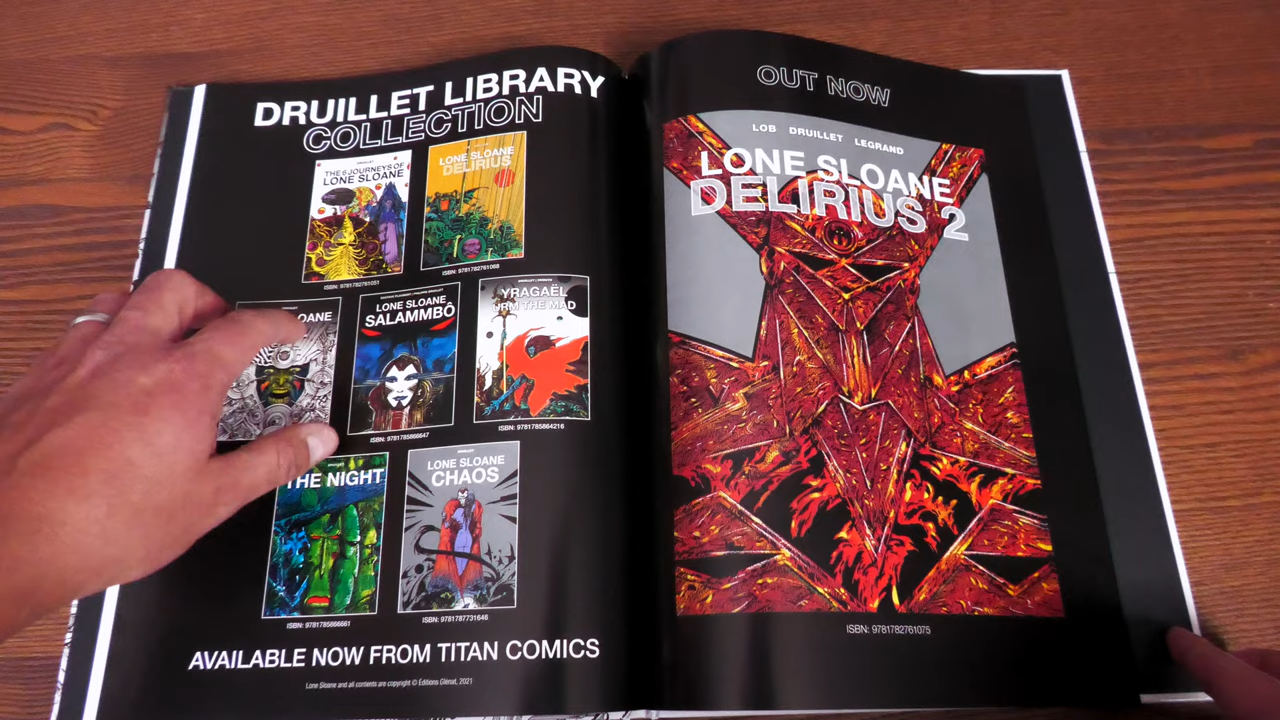 DRUILLET LIBRARY
COLLECTION
DRUILLET
THE 6 JOURNEYS OF
LONE SLOANE
ISBN: 9781782761051
LONE SLOANE
DELIRIUS
ISBN: 9781782761068
OANE
LONE SLOANE
SALAMMBÔ
ISBN: 9781785866647
YRAGAËL
URM THE MAD
ISBN: 9781785864216
THE NIGHT
ISBN: 9781785866661
LONE SLOANE
CHAOS
ISBN: 9781787731646
AVAILABLE NOW FROM TITAN COMICS
Lone Sloane and all contents are copyright © Éditions Glénat, 2021
OUT NOW
LOB DRUILLET LEGRAND
LONE SLOANE
DELIRIUS 2
ISBN: 9781782761075